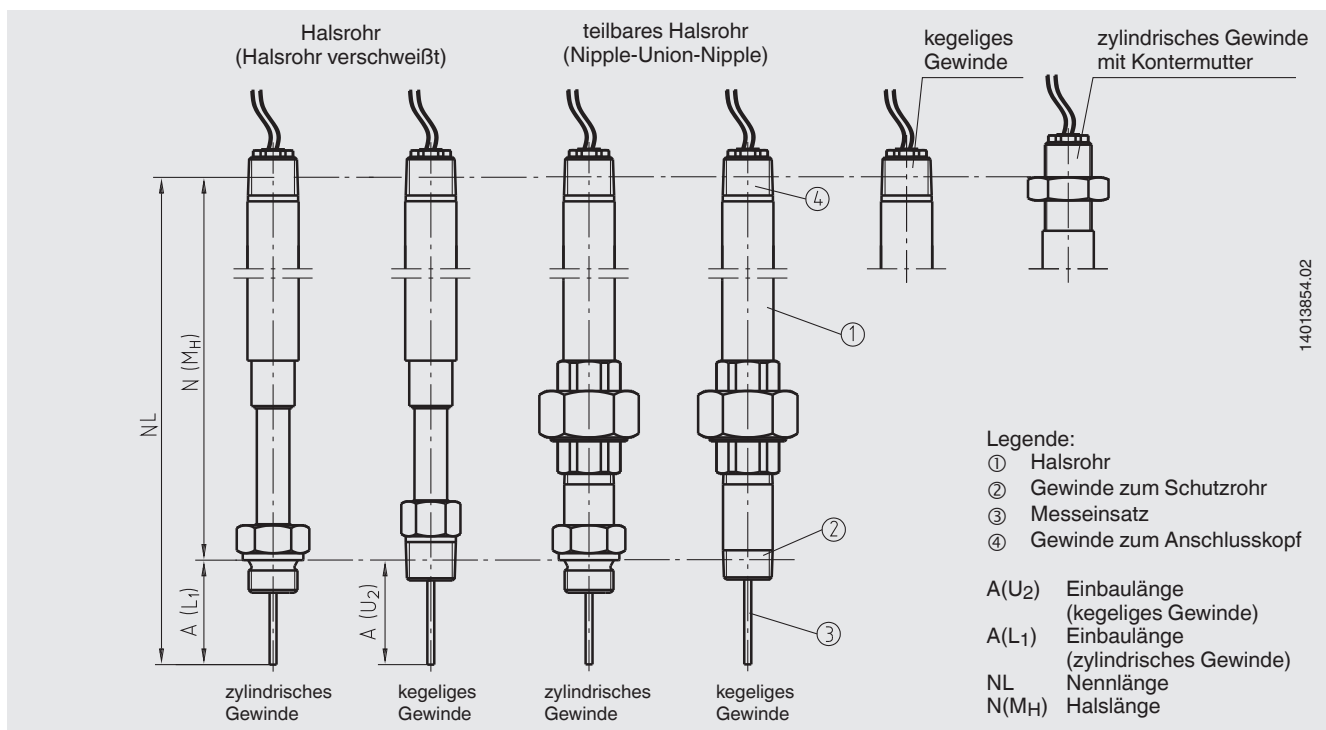 Halsrohr
(Halsrohr verschweißt)
teilbares Halsrohr
(Nipple-Union-Nipple)
kegeliges
Gewinde
zylindrisches Gewinde
mit Kontermutter
④
①
②
③
NL
N (MH)
A (L1)
A (U2)
14013854.02
Legende:
① Halsrohr
② Gewinde zum Schutzrohr
③ Messeinsatz
④ Gewinde zum Anschlusskopf
A(U2) Einbaulänge
(kegeliges Gewinde)
A(L1) Einbaulänge
(zylindrisches Gewinde)
NL Nennlänge
N(MH) Halslänge
zylindrisches
Gewinde
kegeliges
Gewinde
zylindrisches
Gewinde
kegeliges
Gewinde